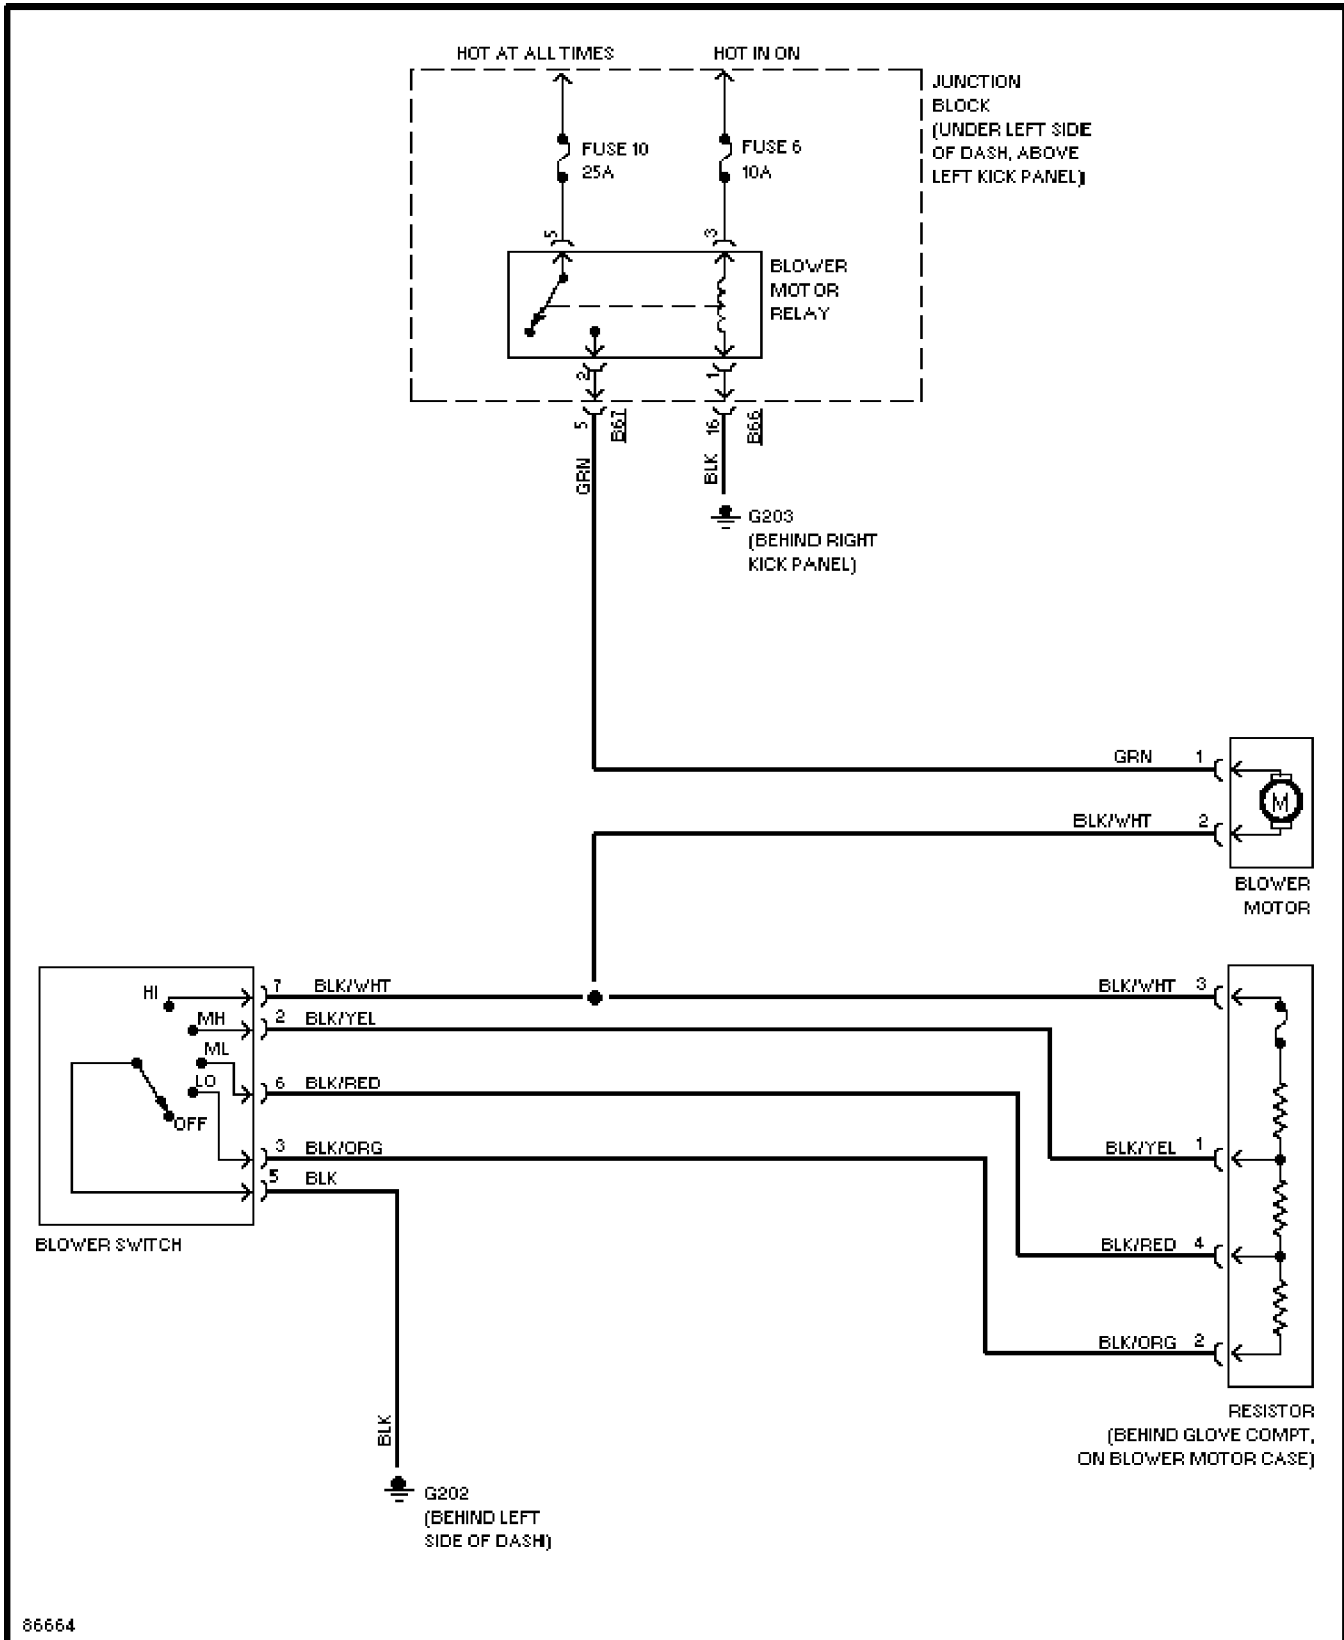 HOT AT ALL TIMES
HOT IN ON
JUNCTION
BLOCK
(UNDER LEFT SIDE
OF DASH, ABOVE
LEFT KICK PANEL)
FUSE 10
25A
FUSE 6
10A
5
3
BLOWER
MOTOR
RELAY
2
1
5
B67
16
B66
GRN
BLK
G203
(BEHIND RIGHT
KICK PANEL)
GRN 1
M
BLK/WHT 2
BLOWER
MOTOR
HI
7 BLK/WHT
BLK/WHT 3
MH
2 BLK/YEL
ML
LO
6 BLK/RED
OFF
3 BLK/ORG
BLK/YEL 1
5 BLK
BLOWER SWITCH
BLK/RED 4
BLK/ORG 2
RESISTOR
(BEHIND GLOVE COMPT,
ON BLOWER MOTOR CASE)
BLK
G202
(BEHIND LEFT
SIDE OF DASH)
86664